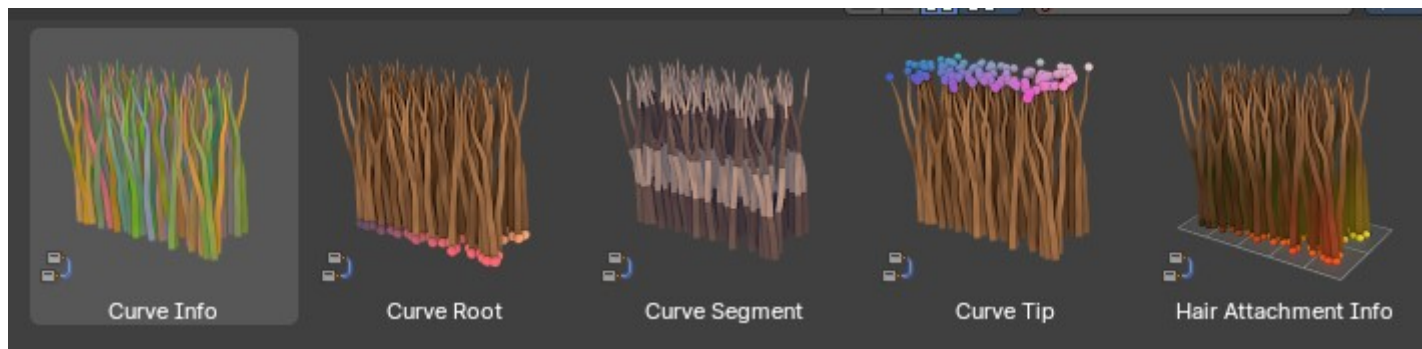 Curve Info
Curve Root
Curve Segment
Curve Tip
Hair Attachment Info